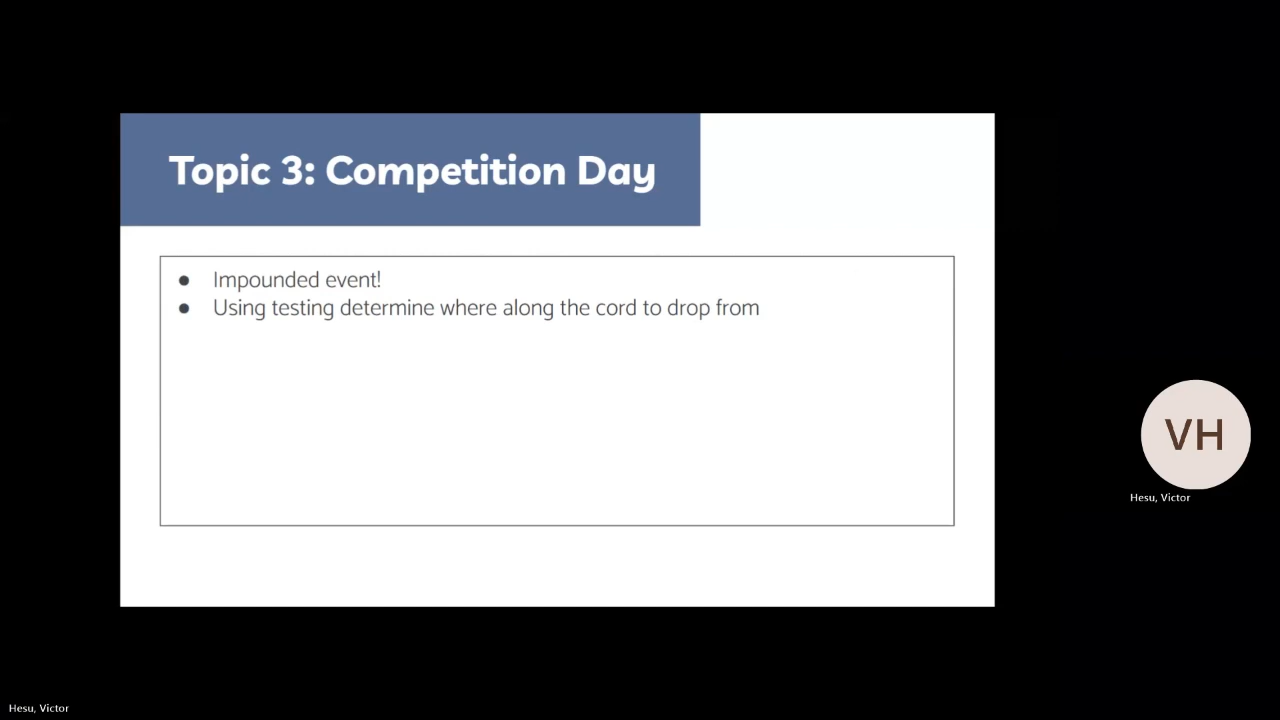 Topic 3: Competition Day
● Impounded event!
● Using testing determine where along the cord to drop from
VH
Hesu, Victor
Hesu, Victor